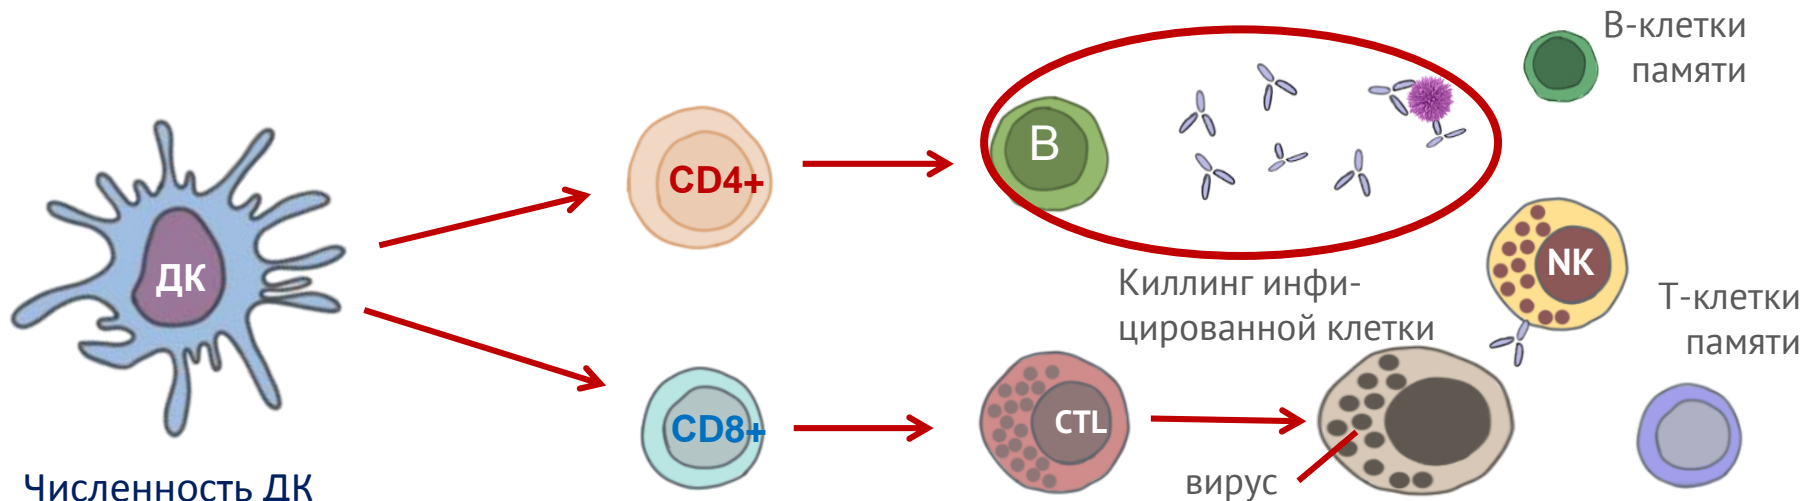 В-клетки
памяти
В
CD4+
ДК
NK
Киллинг инфи-
цированной клетки
Т-клетки
памяти
CD8+
CTL
вирус
Численность ДК